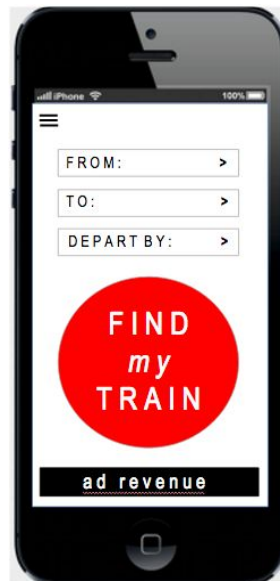 iPhone 100%
FROM: >
TO: >
DEPART BY: >
FIND
my
TRAIN
ad revenue